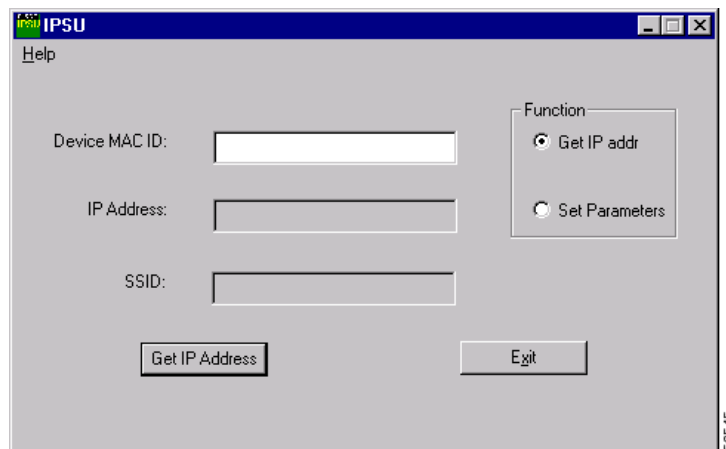 IPSU
Help
Function
Device MAC ID:
Get IP addr
IP Address:
Set Parameters
SSID:
Get IP Address
Exit